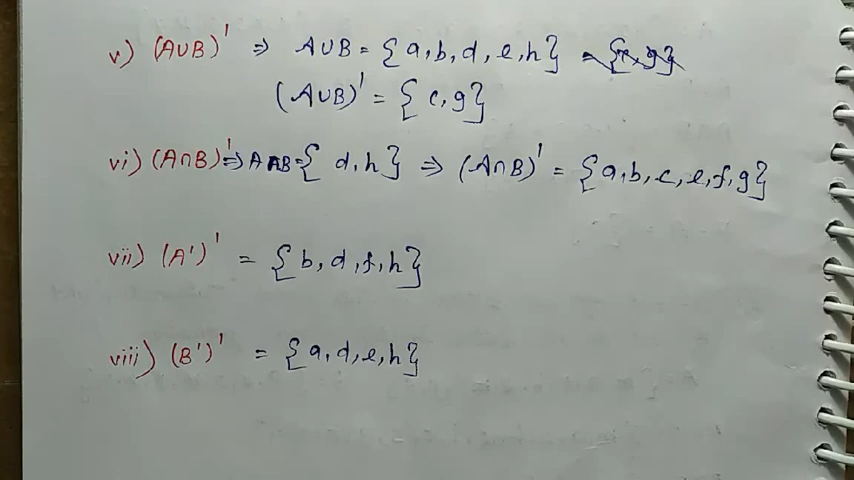 v) (A∪B)' ⇒ A∪B = {a, b, d, e, h}
(A∪B)' = {c, g}
vi) (A∩B)' ⇒ A∩B = {d, h} ⇒ (A∩B)' = {a, b, c, e, f, g}
vii) (A')' = {b, d, f, h}
viii) (B')' = {a, d, e, h}